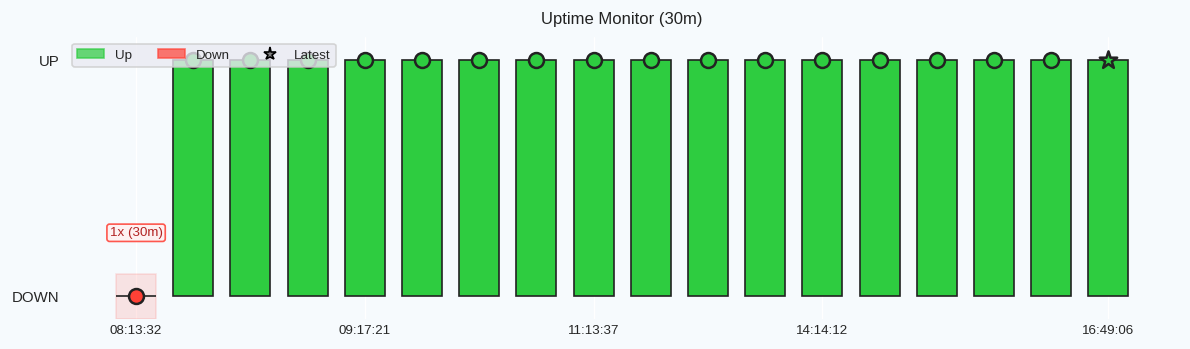 Uptime Monitor (30m)
Up Down Latest
UP
1x (30m)
DOWN
08:13:32 09:17:21 11:13:37 14:14:12 16:49:06